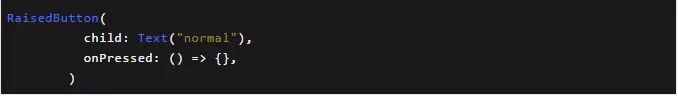 RaisedButton(
          child: Text("normal"),
          onPressed: () => {},
        )